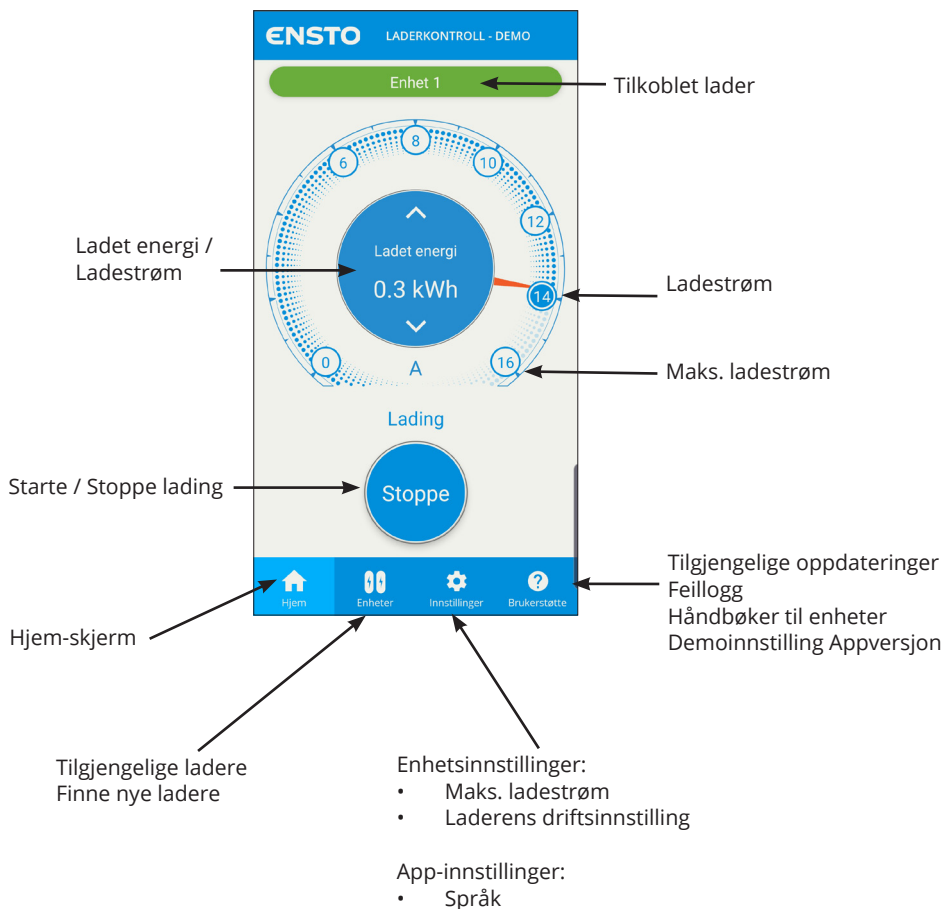 ENSTO LADERKONTROLL - DEMO
Enhet 1
Tilkoblet lader
8
6
10
12
Ladet energi /
Ladestrøm
Ladet energi
0.3 kWh
14
Ladestrøm
0
A
16
Maks. ladestrøm
Lading
Starte / Stoppe lading
Stoppe
Hjem
Enheter
Innstillinger
Brukerstøtte
Tilgjengelige oppdateringer
Feillogg
Håndbøker til enheter
Demoinnstilling Appversjon
Hjem-skjerm
Tilgjengelige ladere
Finne nye ladere
Enhetsinnstillinger:
• Maks. ladestrøm
• Laderens driftsinnstilling
App-innstillinger:
• Språk